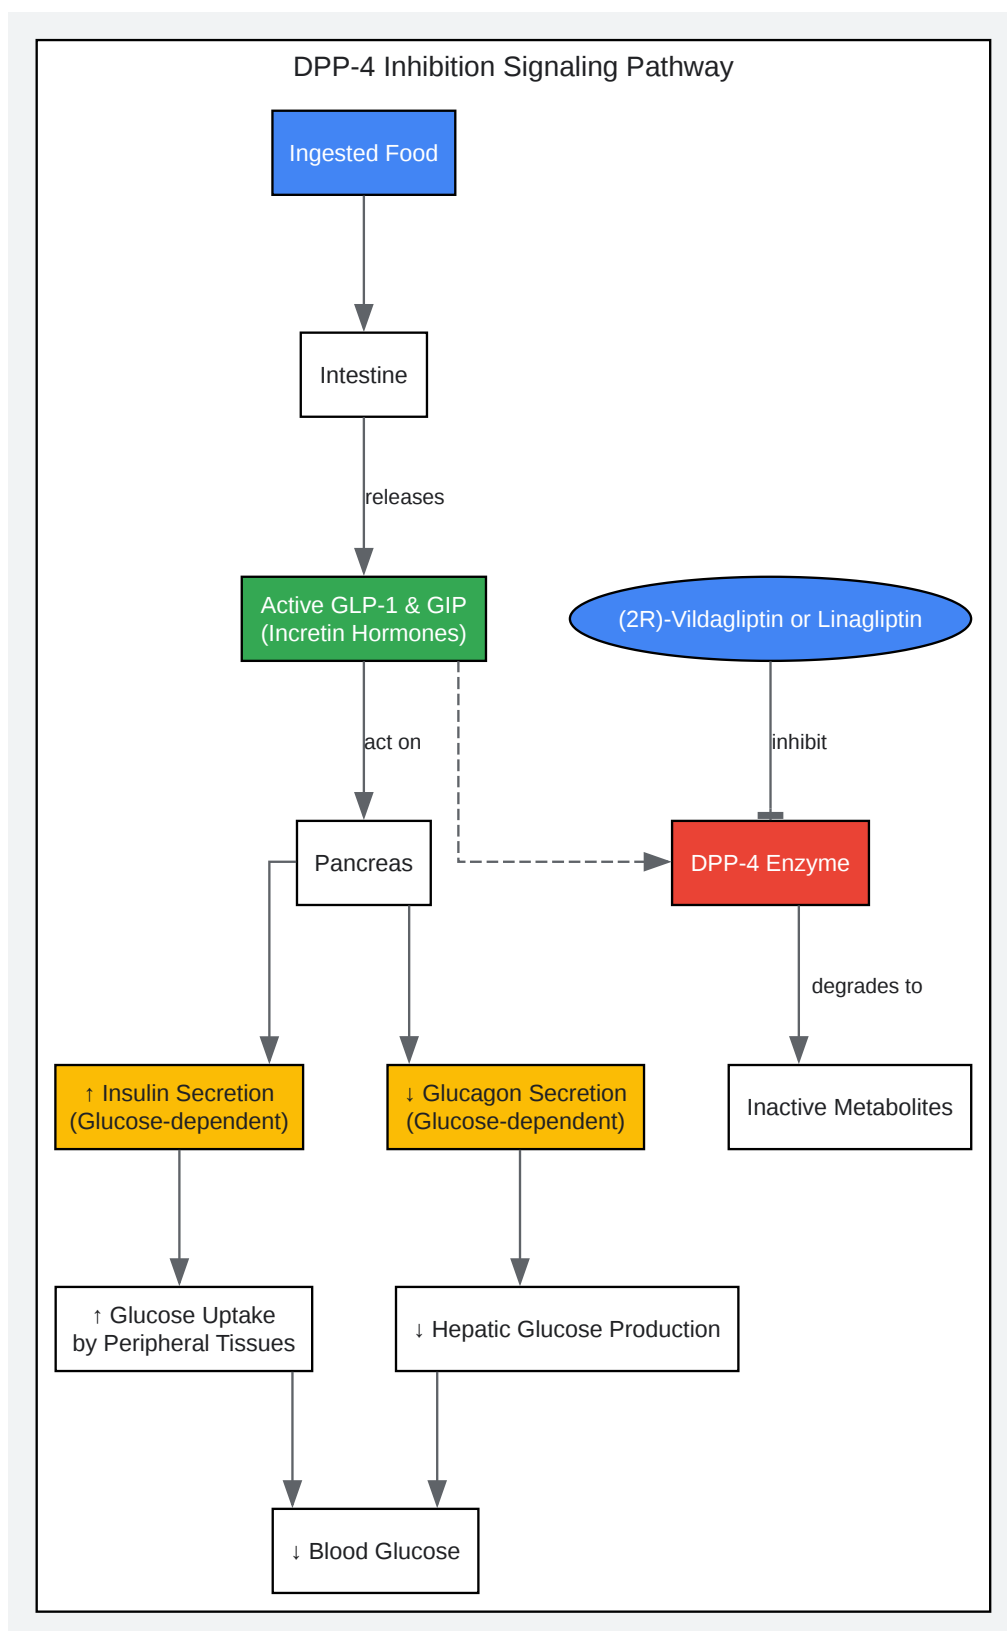 DPP-4 Inhibition Signaling Pathway
Ingested Food
Intestine
releases
Active GLP-1 & GIP
(Incretin Hormones)
(2R)-Vildagliptin or Linagliptin
act on
inhibit
Pancreas
DPP-4 Enzyme
degrades to
↑ Insulin Secretion
(Glucose-dependent)
↓ Glucagon Secretion
(Glucose-dependent)
Inactive Metabolites
↑ Glucose Uptake
by Peripheral Tissues
↓ Hepatic Glucose Production
↓ Blood Glucose